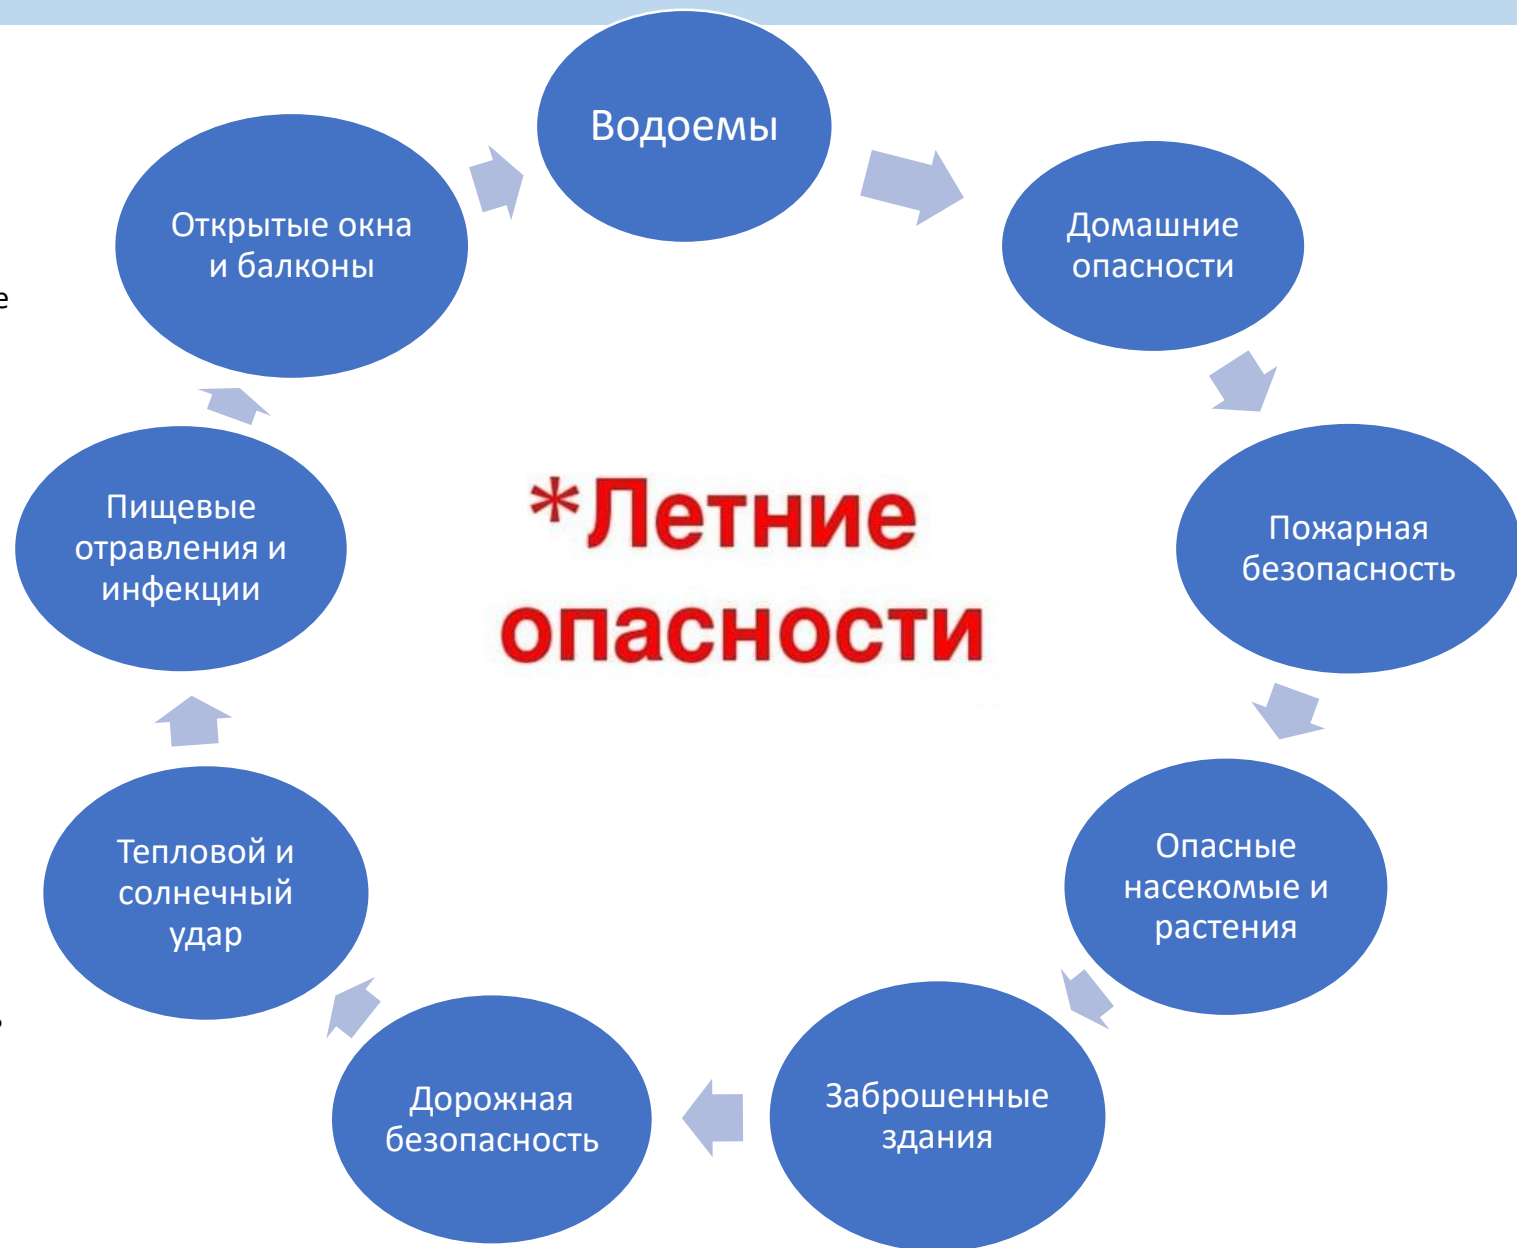 Водоемы
Домашние
опасности
Пожарная
безопасность
Опасные
насекомые и
растения
Заброшенные
здания
Дорожная
безопасность
Тепловой и
солнечный
удар
Пищевые
отравления и
инфекции
Открытые окна
и балконы
*Летние
опасности
е